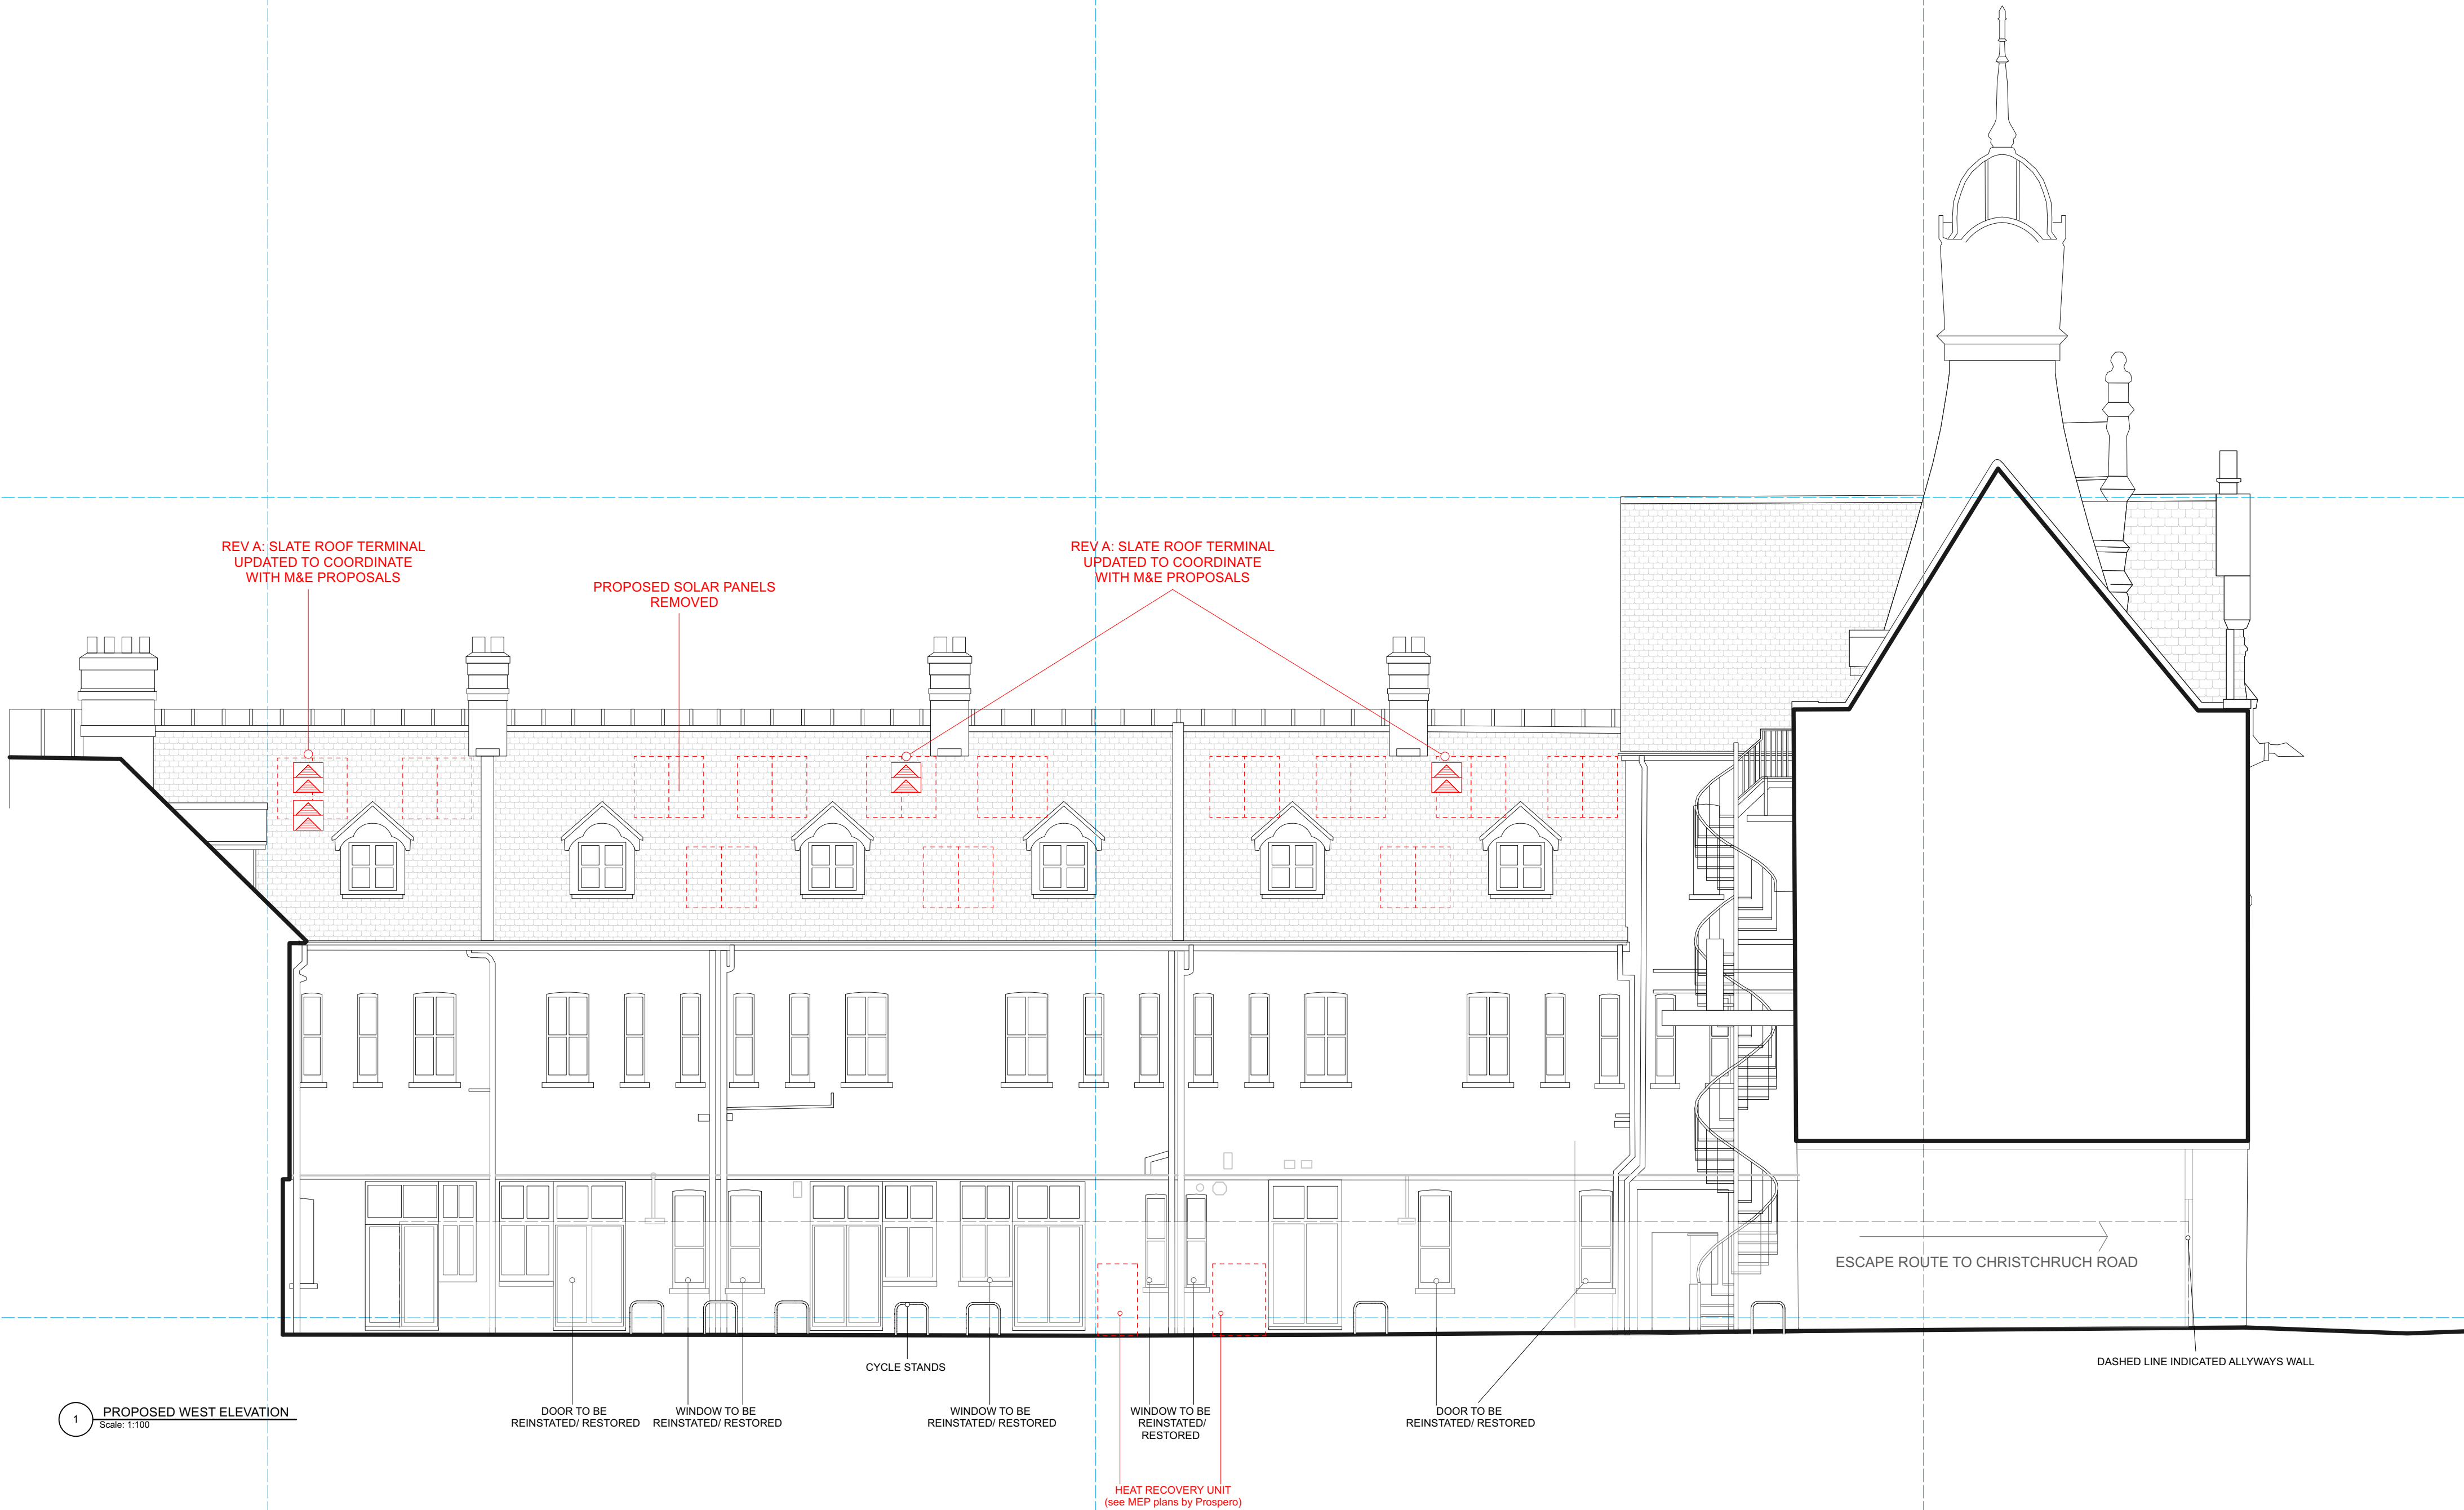 REV A: SLATE ROOF TERMINAL
UPDATED TO COORDINATE
WITH M&E PROPOSALS
PROPOSED SOLAR PANELS
REMOVED
REV A: SLATE ROOF TERMINAL
UPDATED TO COORDINATE
WITH M&E PROPOSALS
ESCAPE ROUTE TO CHRISTCHRUCH ROAD
CYCLE STANDS
DASHED LINE INDICATED ALLYWAYS WALL
1
PROPOSED WEST ELEVATION
Scale: 1:100
DOOR TO BE
REINSTATED/ RESTORED
WINDOW TO BE
REINSTATED/ RESTORED
WINDOW TO BE
REINSTATED/ RESTORED
WINDOW TO BE
REINSTATED/
RESTORED
DOOR TO BE
REINSTATED/ RESTORED
HEAT RECOVERY UNIT
(see MEP plans by Prospero)